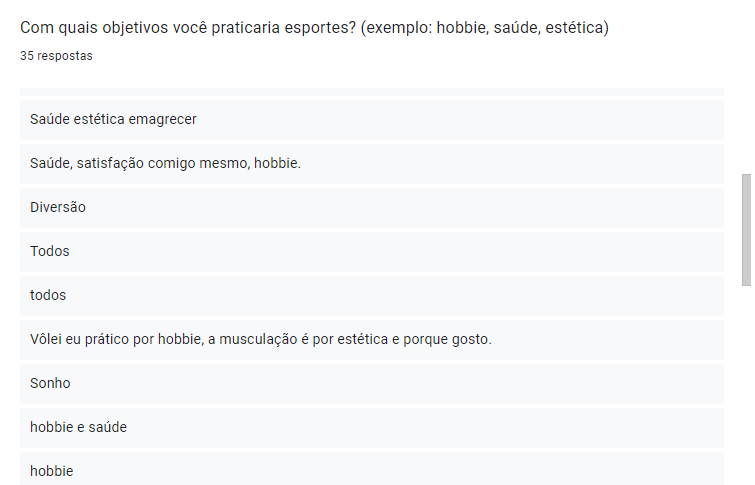 Com quais objetivos você praticaria esportes? (exemplo: hobbie, saúde, estética)
35 respostas
Saúde estética emagrecer
Saúde, satisfação comigo mesmo, hobbie.
Diversão
Todos
todos
Vôlei eu prático por hobbie, a musculação é por estética e porque gosto.
Sonho
hobbie e saúde
hobbie